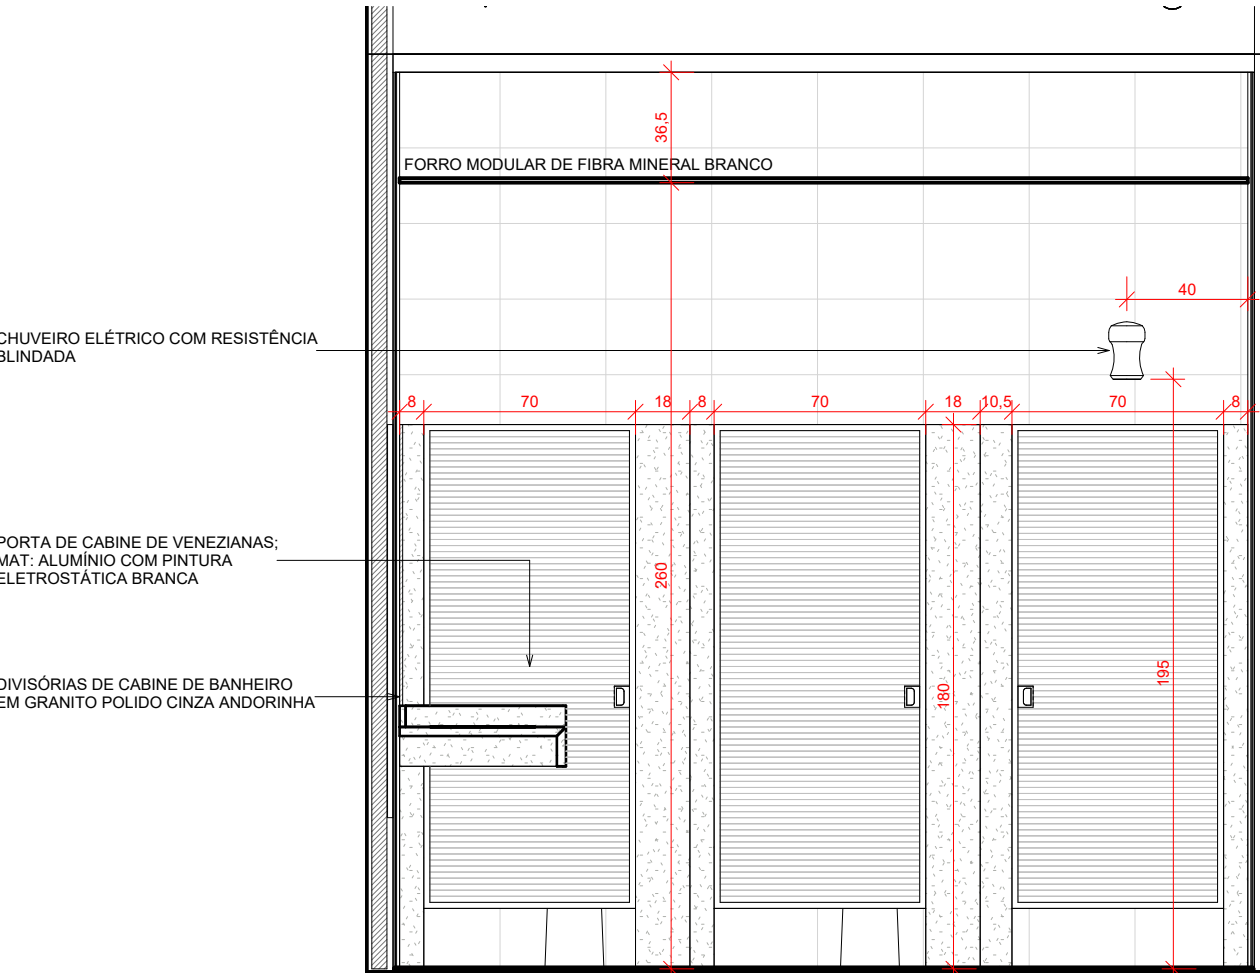 36,5
FORRO MODULAR DE FIBRA MINERAL BRANCO
40
CHUVEIRO ELÉTRICO COM RESISTÊNCIA
BLINDADA
8 70 18 8 70 18 10,5 70 8
PORTA DE CABINE DE VENEZIANAS;
MAT: ALUMÍNIO COM PINTURA
ELETROSTÁTICA BRANCA
260
195
DIVISÓRIAS DE CABINE DE BANHEIRO
EM GRANITO POLIDO CINZA ANDORINHA
180